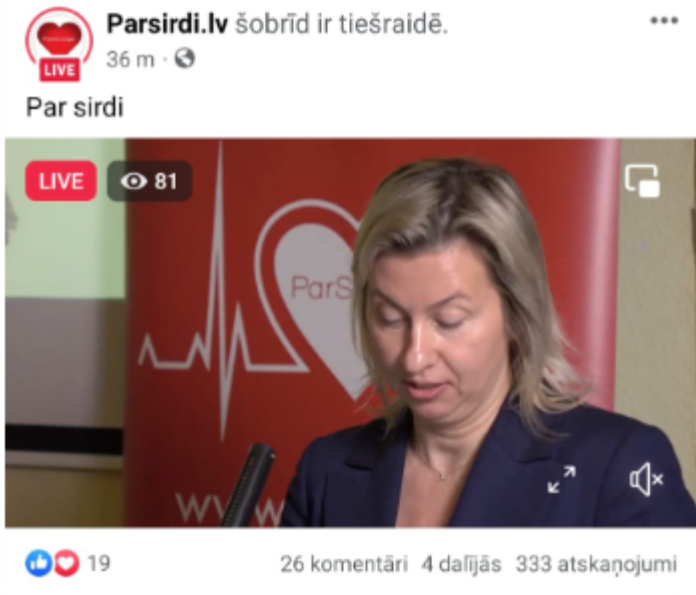 Parsirdi.lv šobrīd ir tiešraidē.
LIVE
36 m ·
Par sirdi
LIVE 81
ParS
www
19 26 komentāri 4 dalījās 333 atskaņojumi